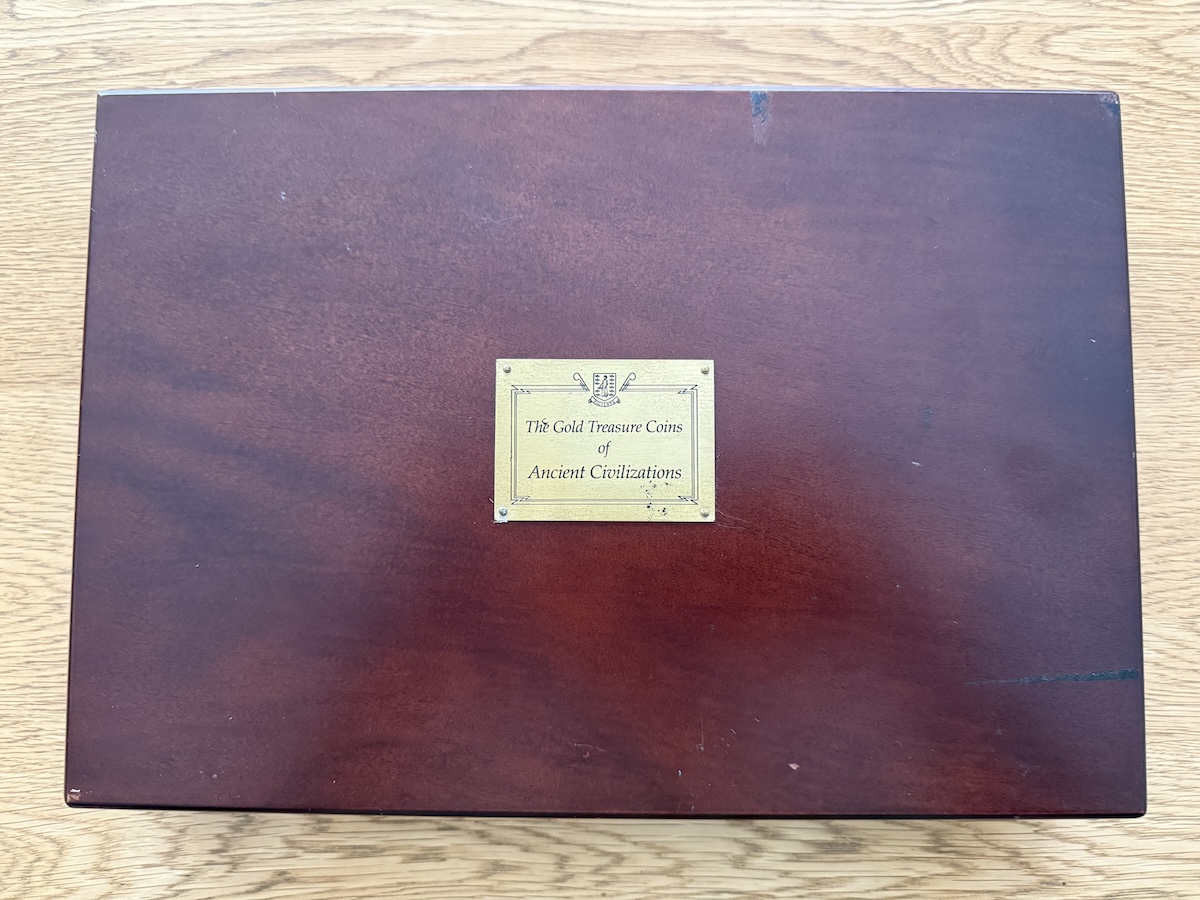 The Gold Treasure Coins
of
Ancient Civilizations